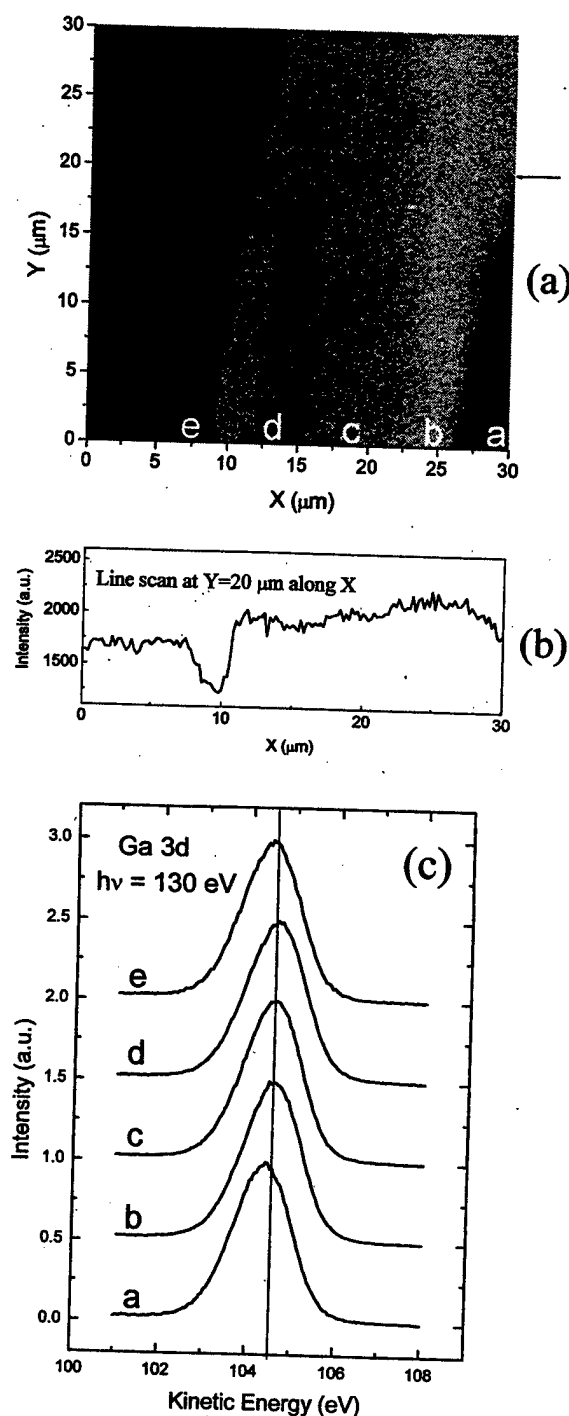 30
25
20
15
10
5
0
Y (μm)
e d c b a
0 5 10 15 20 25 30
X (μm)
(a)
2500
2000
1500
Intensity (a.u.)
Line scan at Y=20 μm along X
0 10 20 30
X (μm)
(b)
3.0
2.5
2.0
1.5
1.0
0.5
0.0
Intensity (a.u.)
Ga 3d
hν = 130 eV
(c)
e
d
c
b
a
100 102 104 106 108
Kinetic Energy (eV)